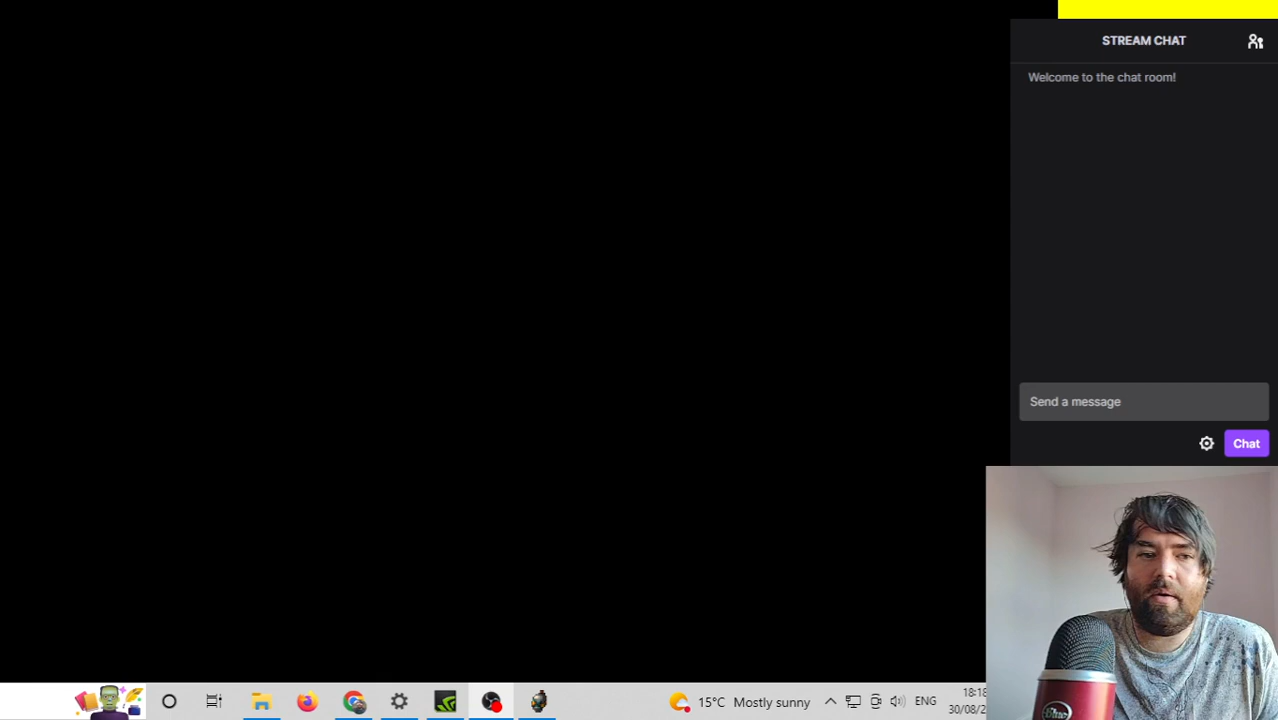 STREAM CHAT
Welcome to the chat room!
Send a message
Chat
15°C Mostly sunny
ENG
18:18
30/08/2
Blue